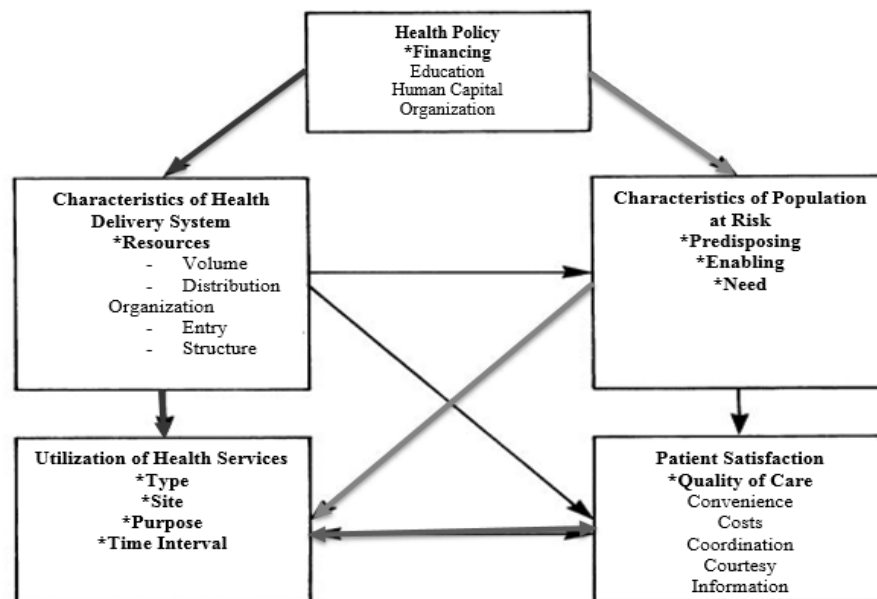 Health Policy
*Financing
Education
Human Capital
Organization
Characteristics of Health
Delivery System
*Resources
- Volume
- Distribution
Organization
- Entry
- Structure
Characteristics of Population
at Risk
*Predisposing
*Enabling
*Need
Utilization of Health Services
*Type
*Site
*Purpose
*Time Interval
Patient Satisfaction
*Quality of Care
Convenience
Costs
Coordination
Courtesy
Information